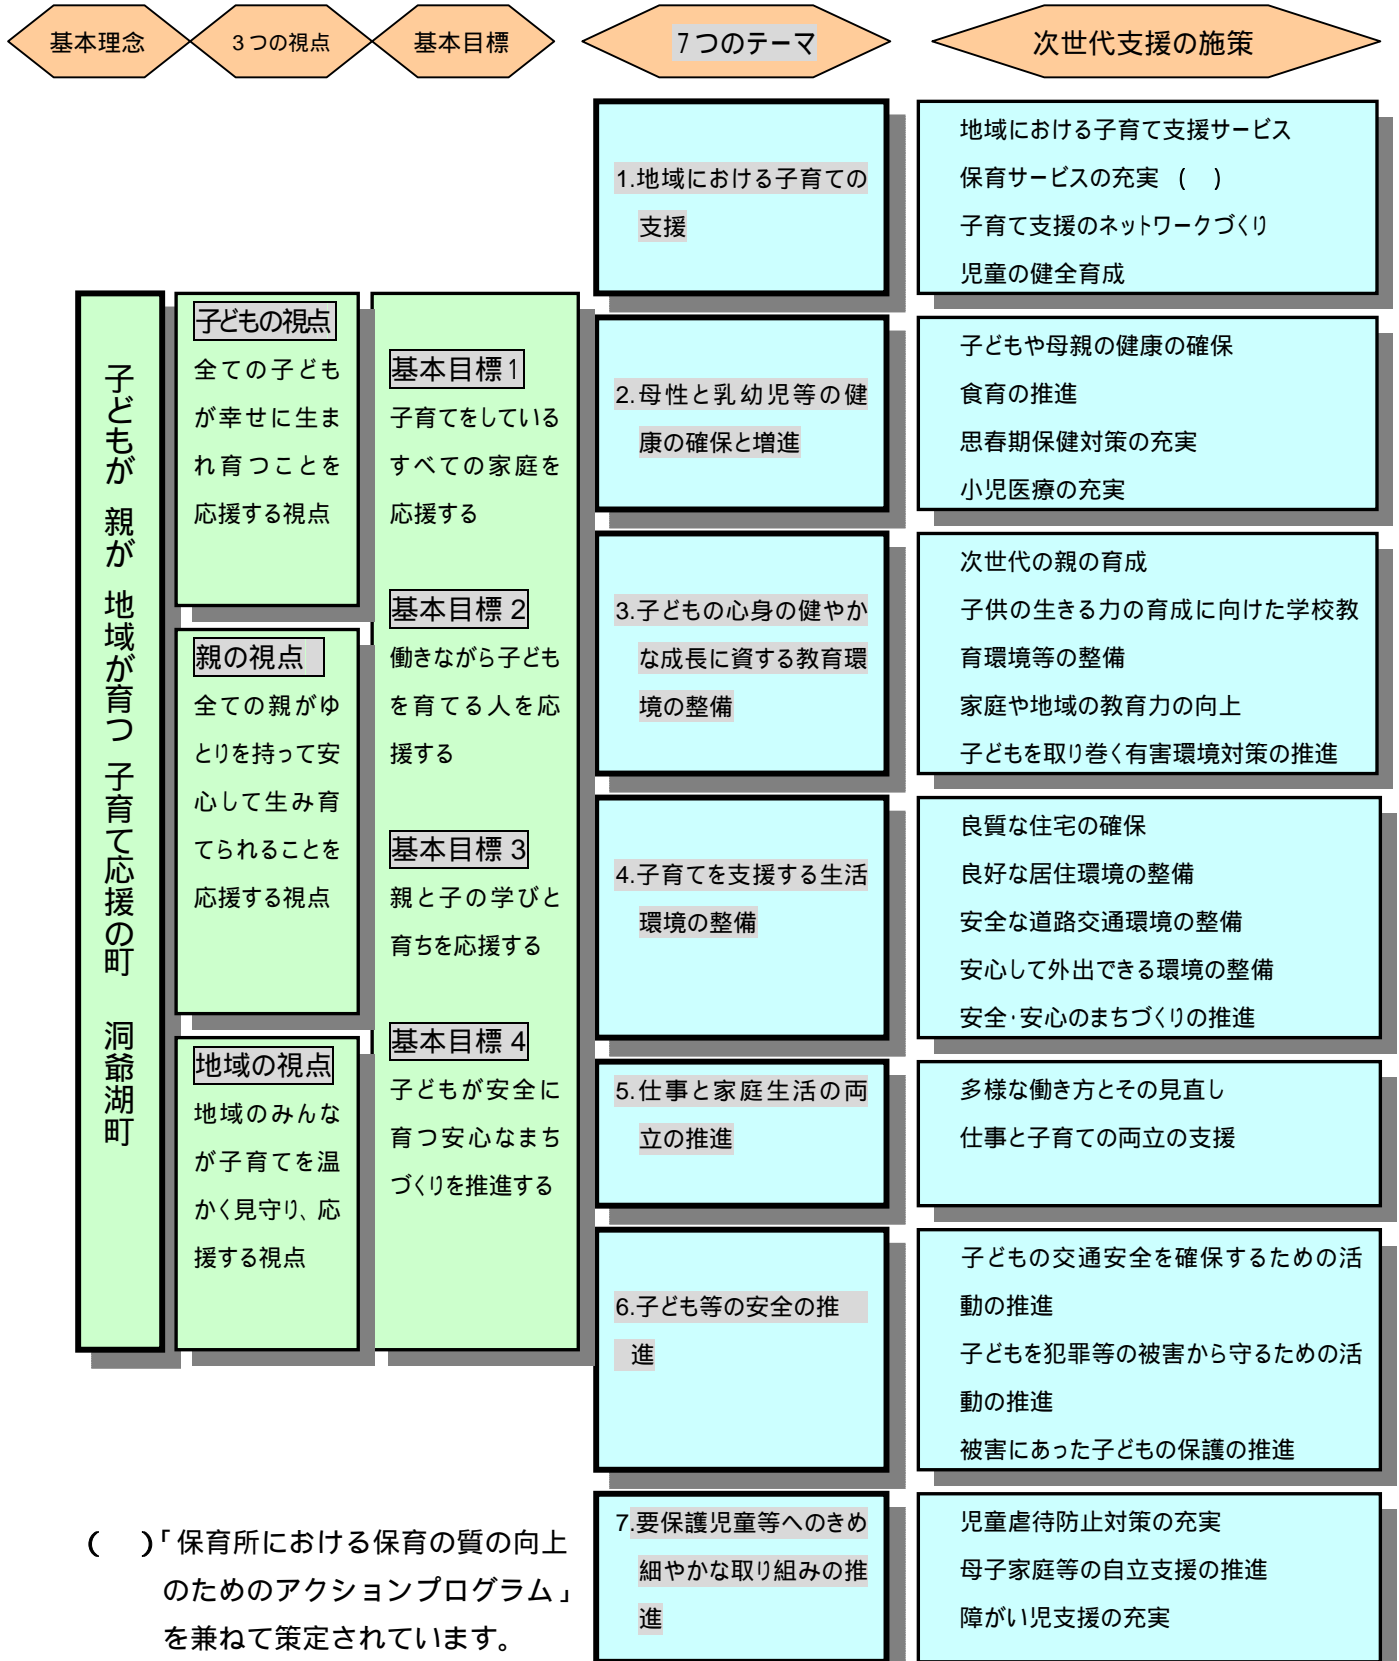 基本理念
3つの視点
基本目標
7つのテーマ
次世代支援の施策
子どもが 親が 地域が育つ 子育て応援の町 洞爺湖町
子どもの視点
全ての子ども
が幸せに生ま
れ育つことを
応援する視点
親の視点
全ての親がゆ
とりを持って安
心して生み育
てられることを
応援する視点
地域の視点
地域のみんな
が子育てを温
かく見守り、応
援する視点
基本目標1
子育てをしている
すべての家庭を
応援する
基本目標2
働きながら子ども
を育てる人を応
援する
基本目標3
親と子の学びと
育ちを応援する
基本目標4
子どもが安全に
育つ安心なまち
づくりを推進する
1.地域における子育ての
支援
地域における子育て支援サービス
保育サービスの充実 ( )
子育て支援のネットワークづくり
児童の健全育成
2.母性と乳幼児等の健
康の確保と増進
子どもや母親の健康の確保
食育の推進
思春期保健対策の充実
小児医療の充実
3.子どもの心身の健やか
な成長に資する教育環
境の整備
次世代の親の育成
子供の生きる力の育成に向けた学校教
育環境等の整備
家庭や地域の教育力の向上
子どもを取り巻く有害環境対策の推進
4.子育てを支援する生活
環境の整備
良質な住宅の確保
良好な居住環境の整備
安全な道路交通環境の整備
安心して外出できる環境の整備
安全・安心のまちづくりの推進
5.仕事と家庭生活の両
立の推進
多様な働き方とその見直し
仕事と子育ての両立の支援
6.子ども等の安全の推
進
子どもの交通安全を確保するための活
動の推進
子どもを犯罪等の被害から守るための活
動の推進
被害にあった子どもの保護の推進
7.要保護児童等へのきめ
細やかな取り組みの推
進
児童虐待防止対策の充実
母子家庭等の自立支援の推進
障がい児支援の充実
( )「保育所における保育の質の向上
のためのアクションプログラム」
を兼ねて策定されています。